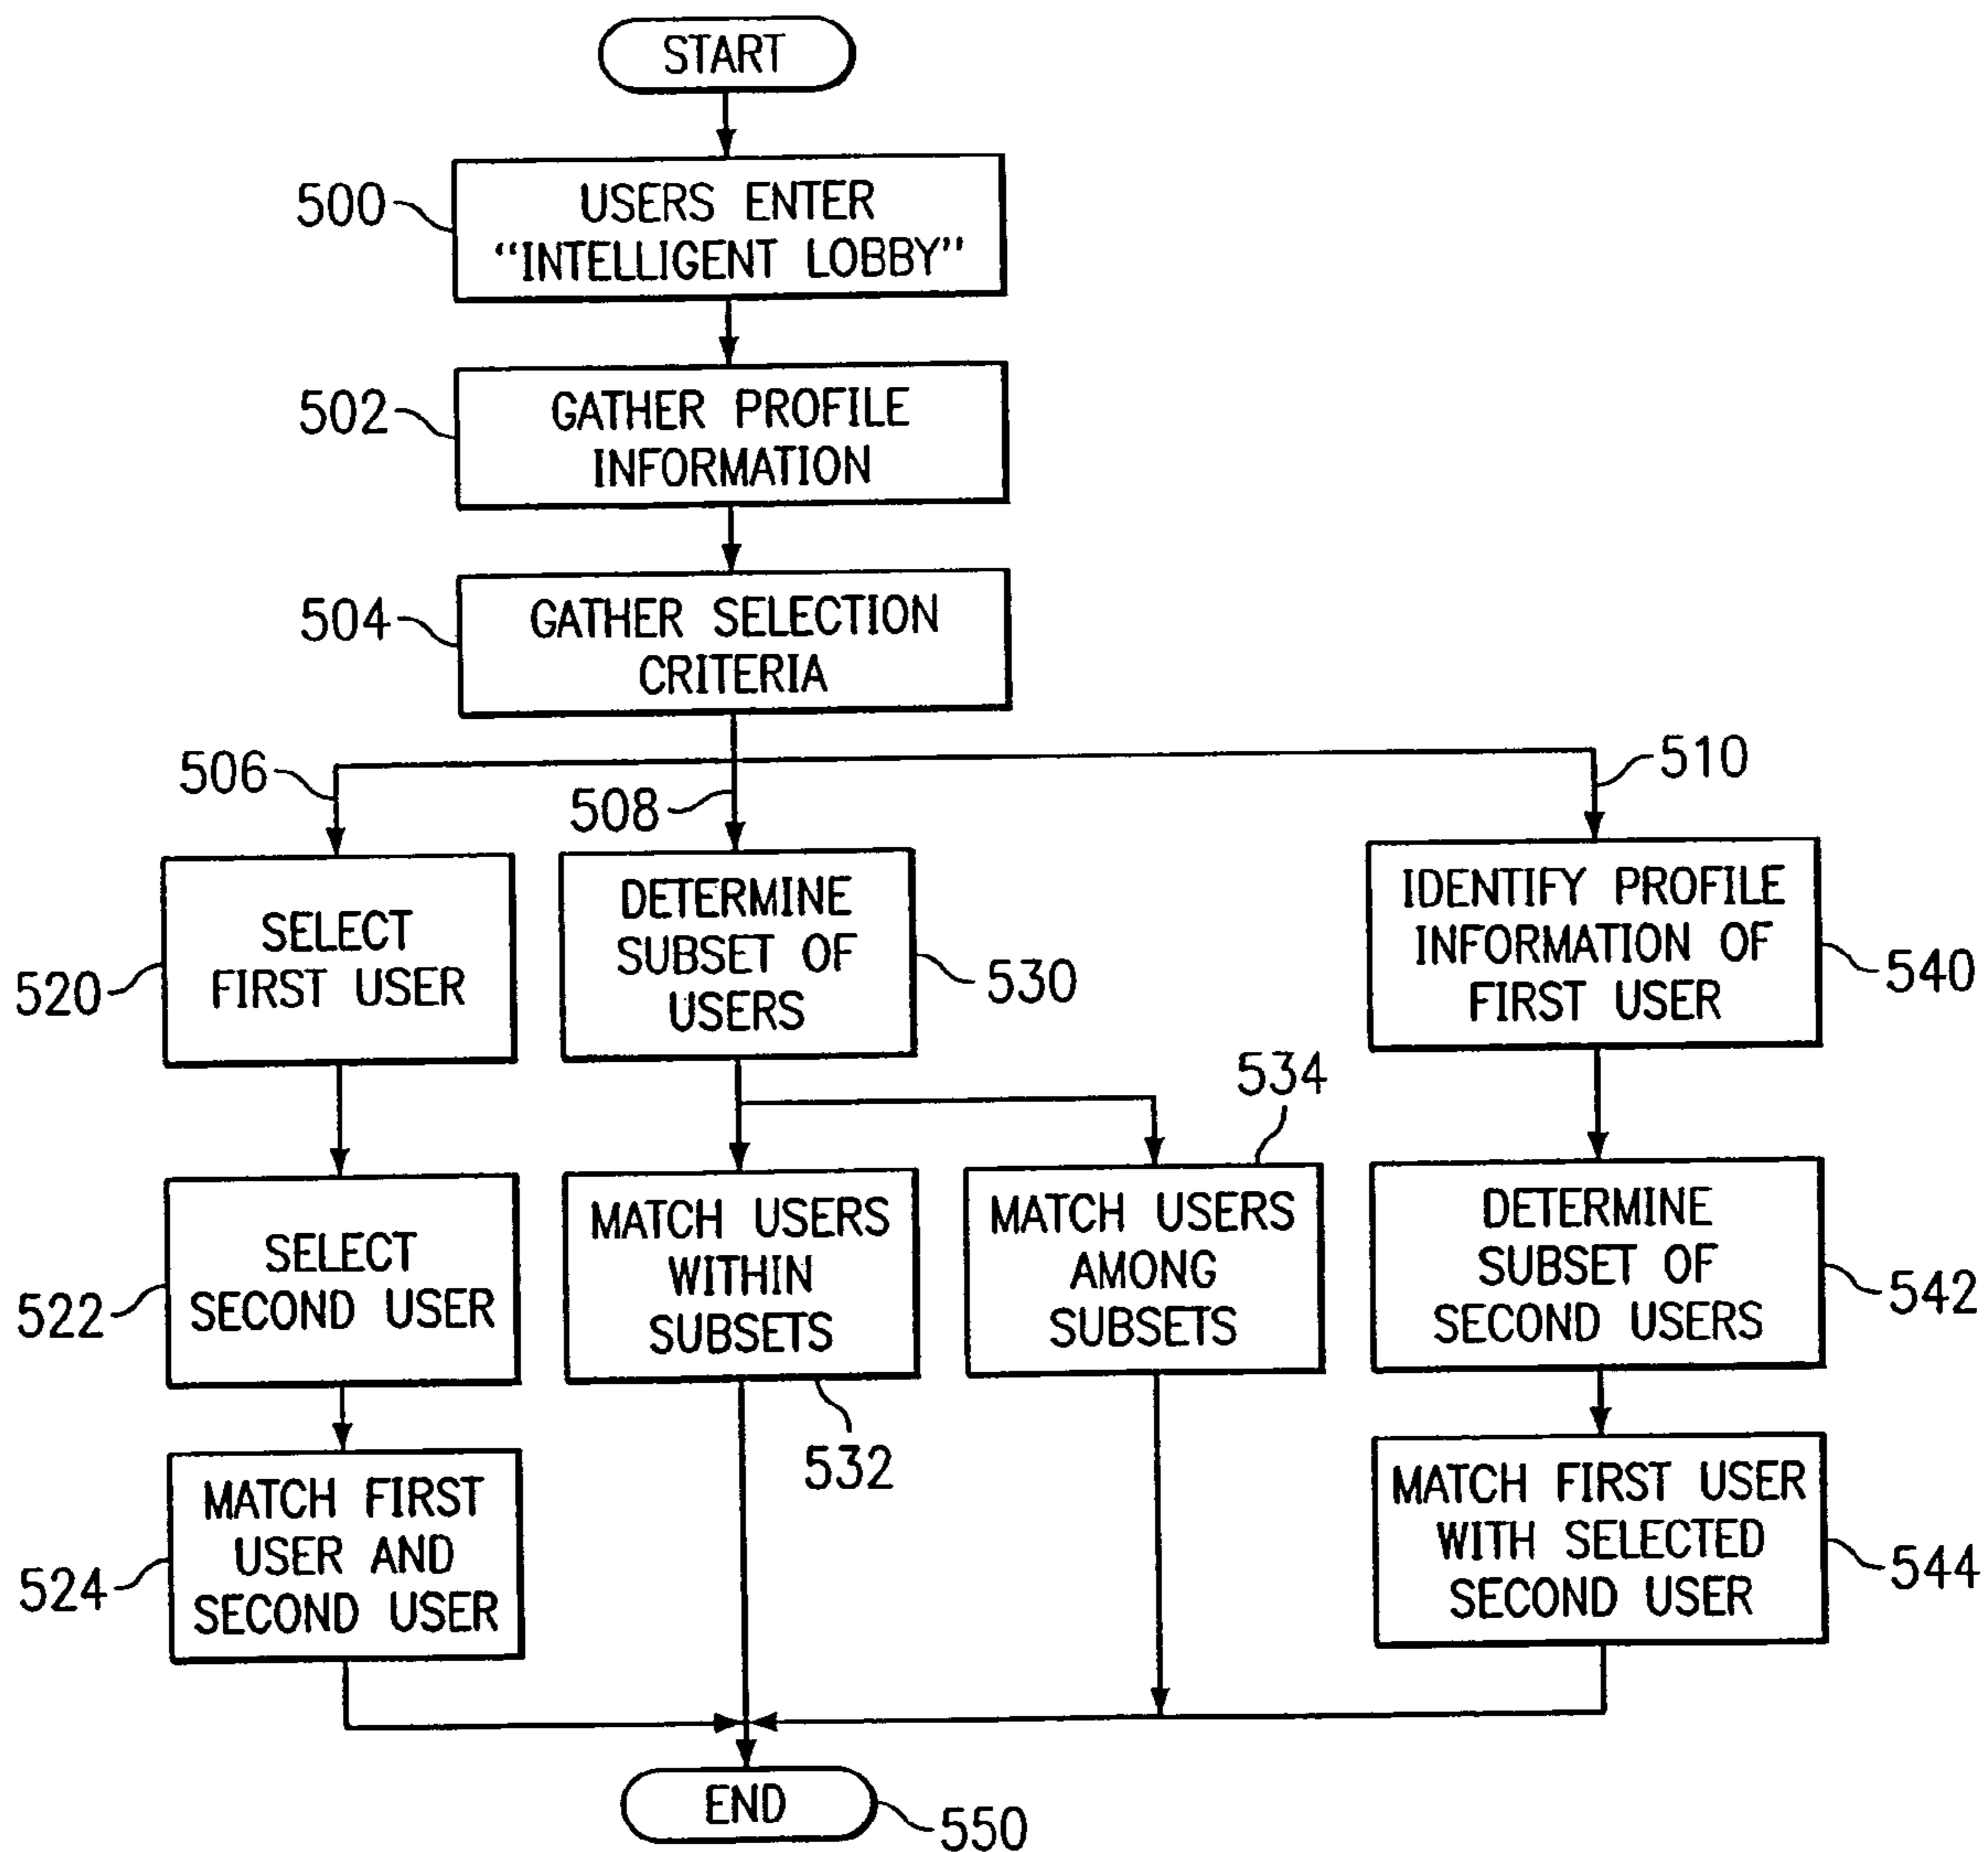 START
500
USERS ENTER
“INTELLIGENT LOBBY”
502
GATHER PROFILE
INFORMATION
504
GATHER SELECTION
CRITERIA
506
508
510
520
SELECT
FIRST USER
DETERMINE
SUBSET OF
USERS
530
IDENTIFY PROFILE
INFORMATION OF
FIRST USER
540
534
522
SELECT
SECOND USER
MATCH USERS
WITHIN
SUBSETS
532
MATCH USERS
AMONG
SUBSETS
DETERMINE
SUBSET OF
SECOND USERS
542
524
MATCH FIRST
USER AND
SECOND USER
MATCH FIRST USER
WITH SELECTED
SECOND USER
544
END
550